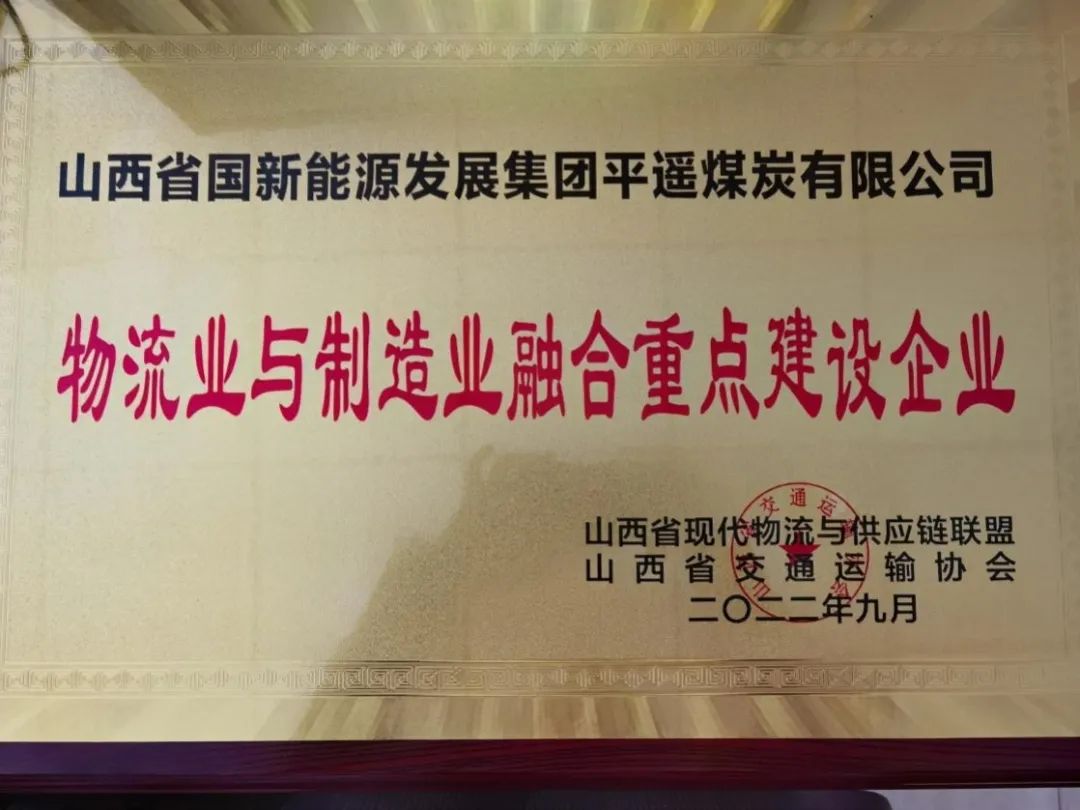 山西省国新能源发展集团平遥煤炭有限公司
物流业与制造业融合重点建设企业
山西省现代物流与供应链联盟
山西省交通运输协会
二〇二二年九月